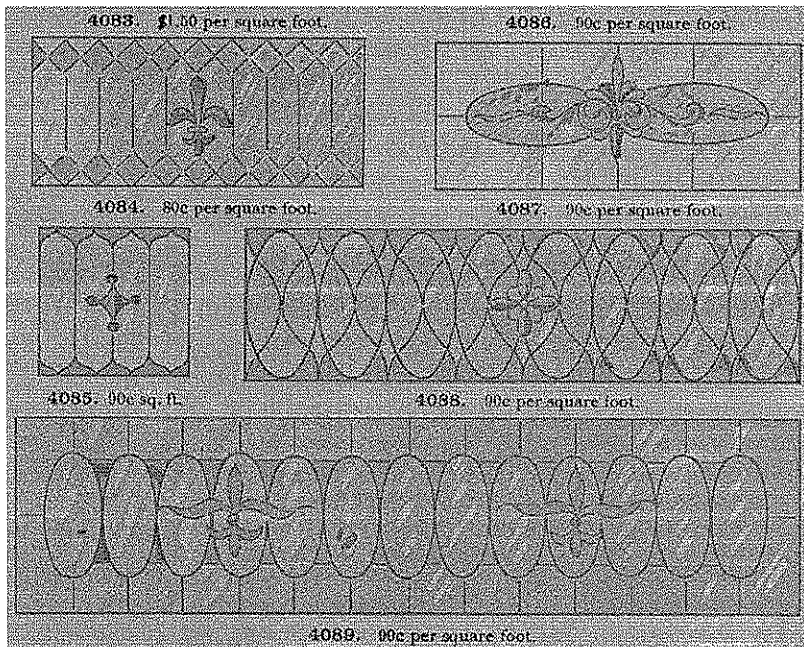 4083. $1.50 per square foot.
4086. 90c per square foot.
4084. 80c per square foot.
4087. 90c per square foot.
4085. 90c sq. ft.
4088. 90c per square foot.
4089. 90c per square foot.